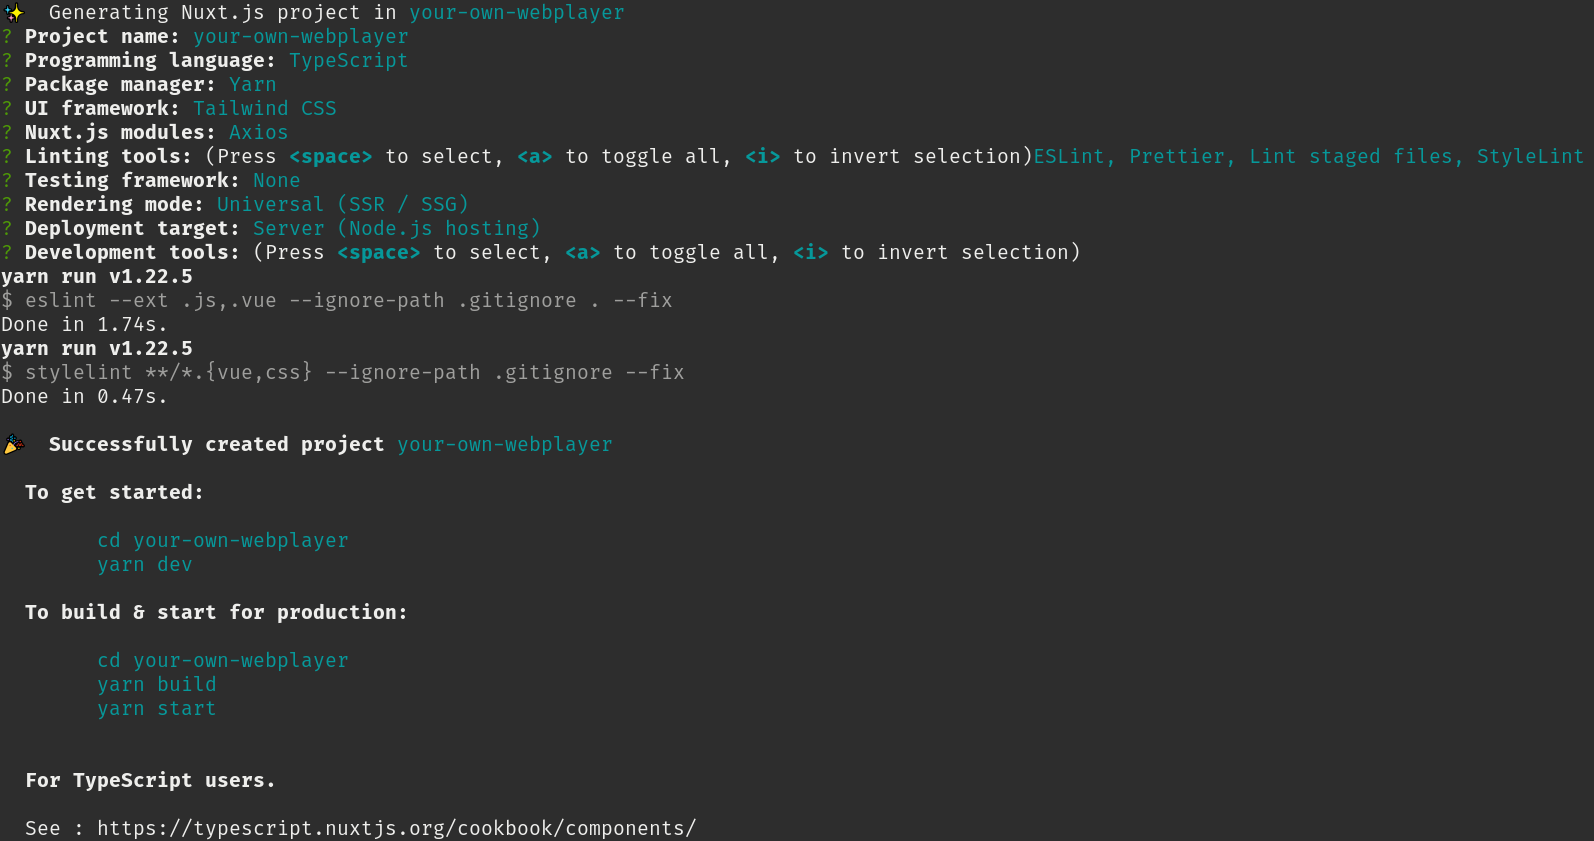 ✨  Generating Nuxt.js project in your-own-webplayer
? Project name: your-own-webplayer
? Programming language: TypeScript
? Package manager: Yarn
? UI framework: Tailwind CSS
? Nuxt.js modules: Axios
? Linting tools: (Press <space> to select, <a> to toggle all, <i> to invert selection)ESLint, Prettier, Lint staged files, StyleLint
? Testing framework: None
? Rendering mode: Universal (SSR / SSG)
? Deployment target: Server (Node.js hosting)
? Development tools: (Press <space> to select, <a> to toggle all, <i> to invert selection)
yarn run v1.22.5
$ eslint --ext .js,.vue --ignore-path .gitignore . --fix
Done in 1.74s.
yarn run v1.22.5
$ stylelint **/*.{vue,css} --ignore-path .gitignore --fix
Done in 0.47s.
🎉  Successfully created project your-own-webplayer
To get started:
cd your-own-webplayer
yarn dev
To build & start for production:
cd your-own-webplayer
yarn build
yarn start
For TypeScript users.
See : https://typescript.nuxtjs.org/cookbook/components/